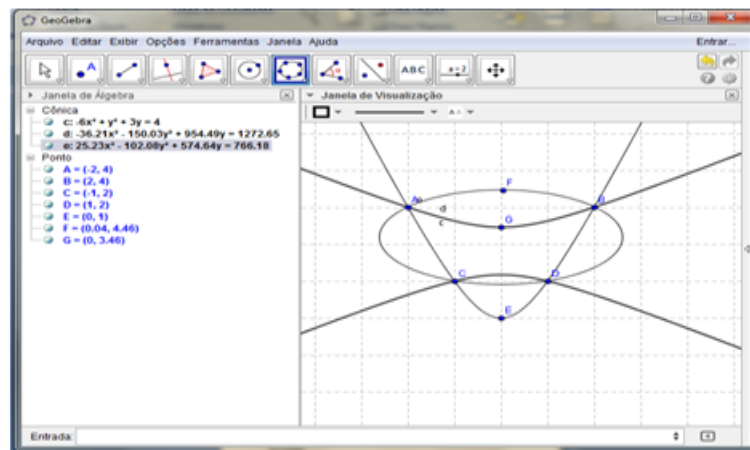 GeoGebra
Arquivo Editar Exibir Opções Ferramentas Janela Ajuda
Entrar...
A
ABC
a=2
Janela de Álgebra
Janela de Visualização
Cônica
c: -6x² + y² + 3y = 4
d: -36.21x² - 150.03y² + 954.49y = 1272.65
e: 25.23x² - 102.08y² + 574.64y = 766.18
Ponto
A = (-2, 4)
B = (2, 4)
C = (-1, 2)
D = (1, 2)
E = (0, 1)
F = (0.04, 4.46)
G = (0, 3.46)
F
A
B
d
G
c
C
D
E
Entrada: